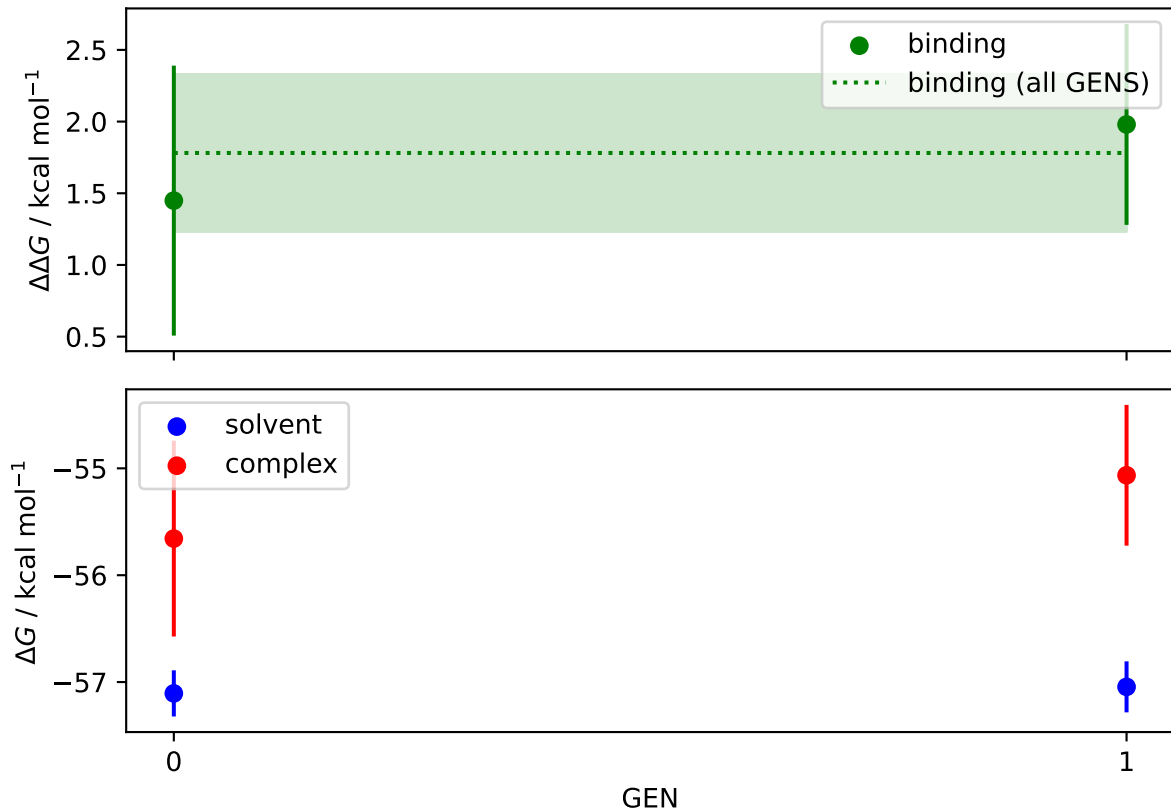 2.5
2.0
1.5
1.0
0.5
ΔΔG / kcal mol⁻¹
binding
binding (all GENS)
−55
−56
−57
ΔG / kcal mol⁻¹
solvent
complex
0
1
GEN